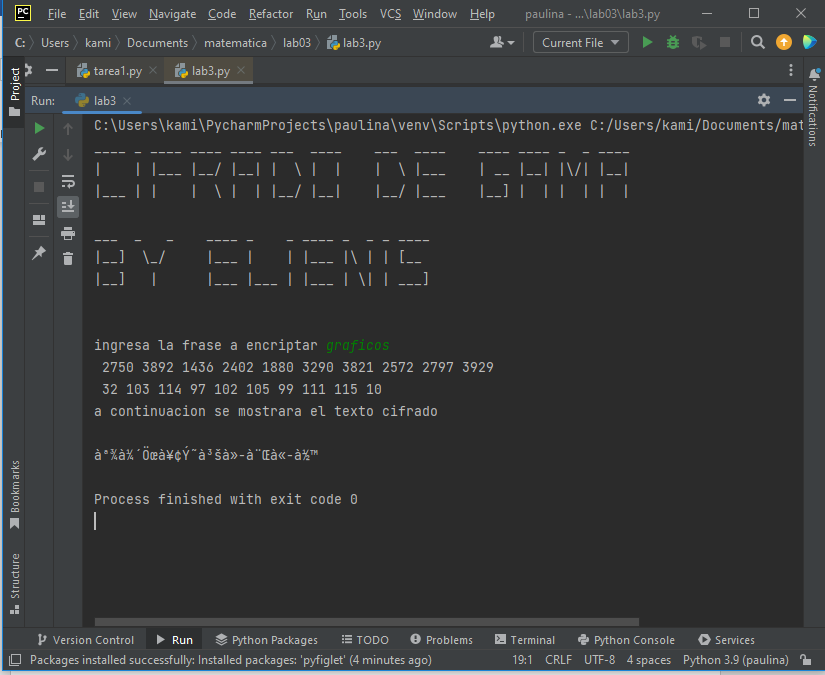 PC File Edit View Navigate Code Refactor Run Tools VCS Window Help paulina - ...\lab03\lab3.py
C: Users kami Documents matematica lab03 lab3.py Current File
Project
tarea1.py lab3.py
Run: lab3
Notifications
C:\Users\kami\PycharmProjects\paulina\venv\Scripts\python.exe C:/Users/kami/Documents/mat
ingresa la frase a encriptar graficos
2750 3892 1436 2402 1880 3290 3821 2572 2797 3929
32 103 114 97 102 105 99 111 115 10
a continuacion se mostrara el texto cifrado
Process finished with exit code 0
Bookmarks
Structure
Version Control Run Python Packages TODO Problems Terminal Python Console Services
Packages installed successfully: Installed packages: 'pyfiglet' (4 minutes ago) 19:1 CRLF UTF-8 4 spaces Python 3.9 (paulina)